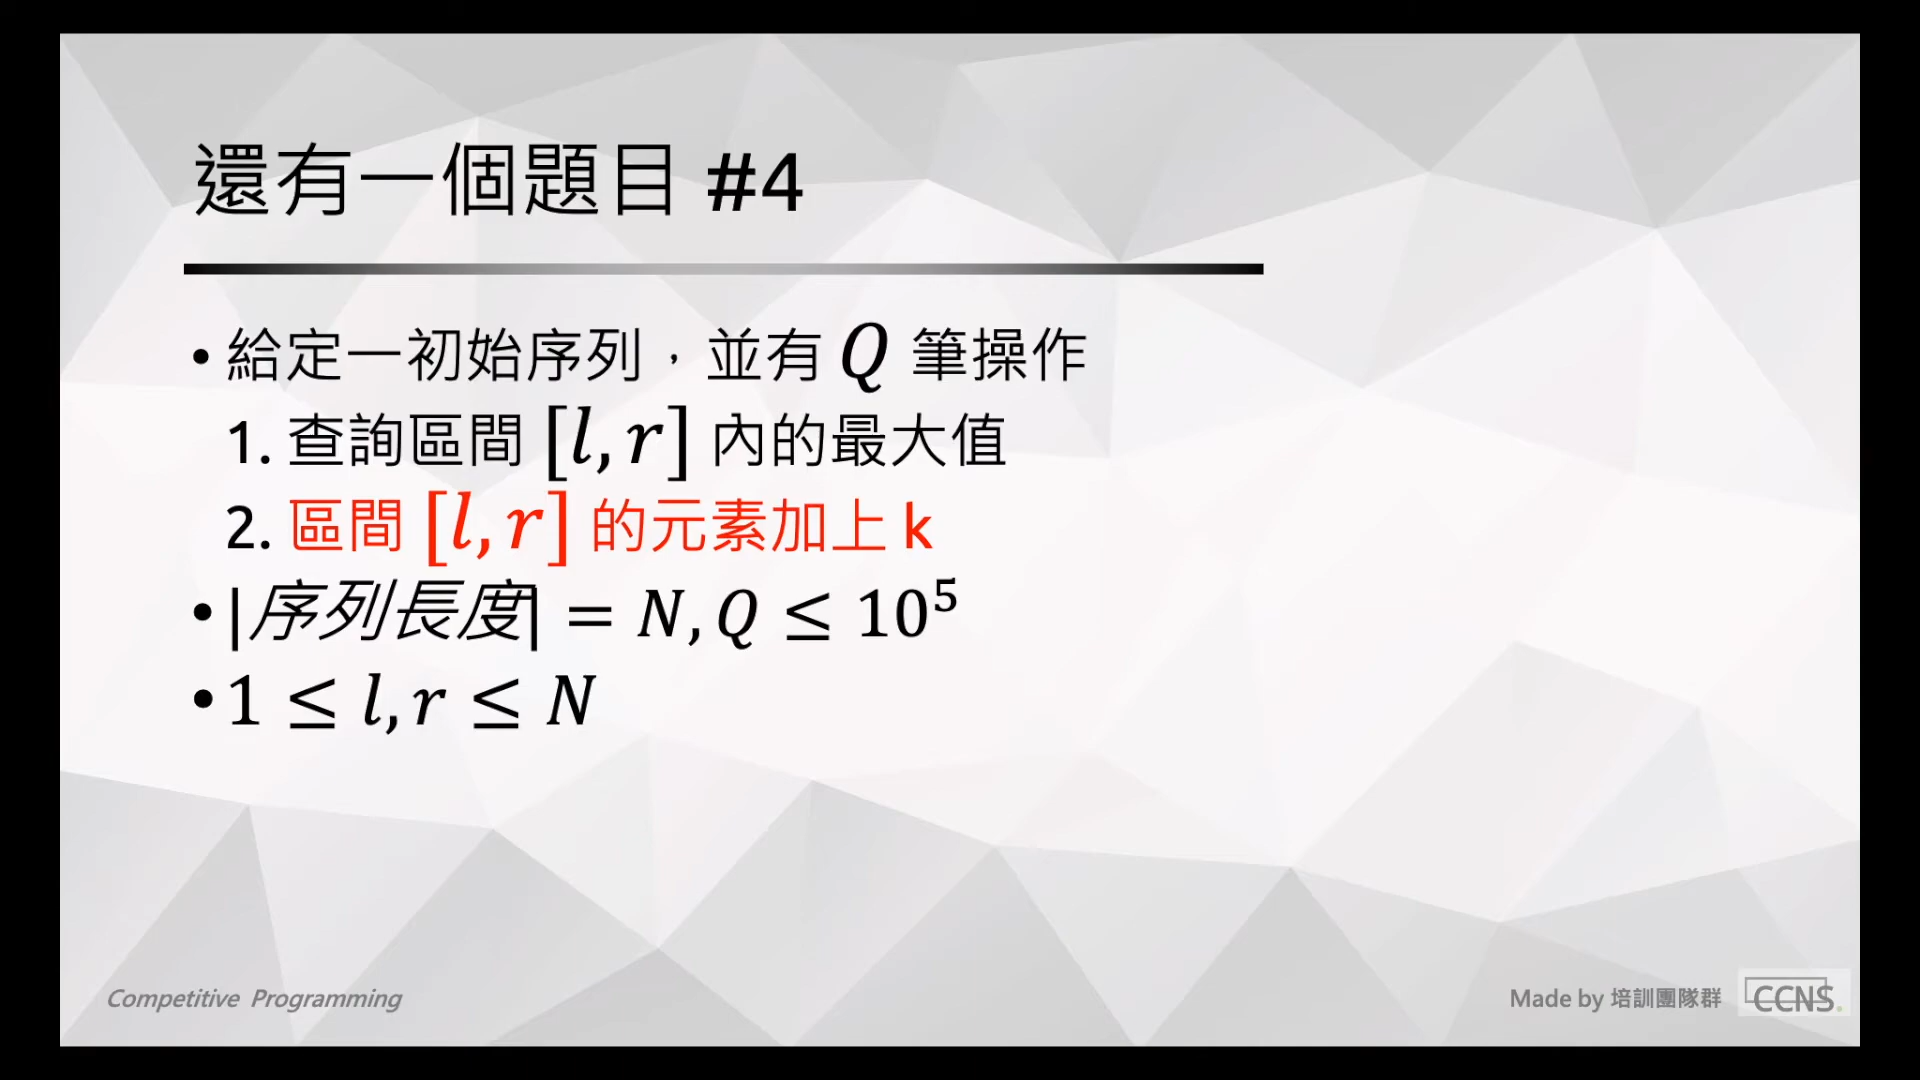 還有一個題目 #4
• 給定一初始序列，並有 Q 筆操作
1. 查詢區間 [l, r] 內的最大值
2. 區間 [l, r] 的元素加上 k
• |序列長度| = N, Q ≤ 10⁵
• 1 ≤ l, r ≤ N
Competitive Programming
Made by 培訓團隊群
CCNS.